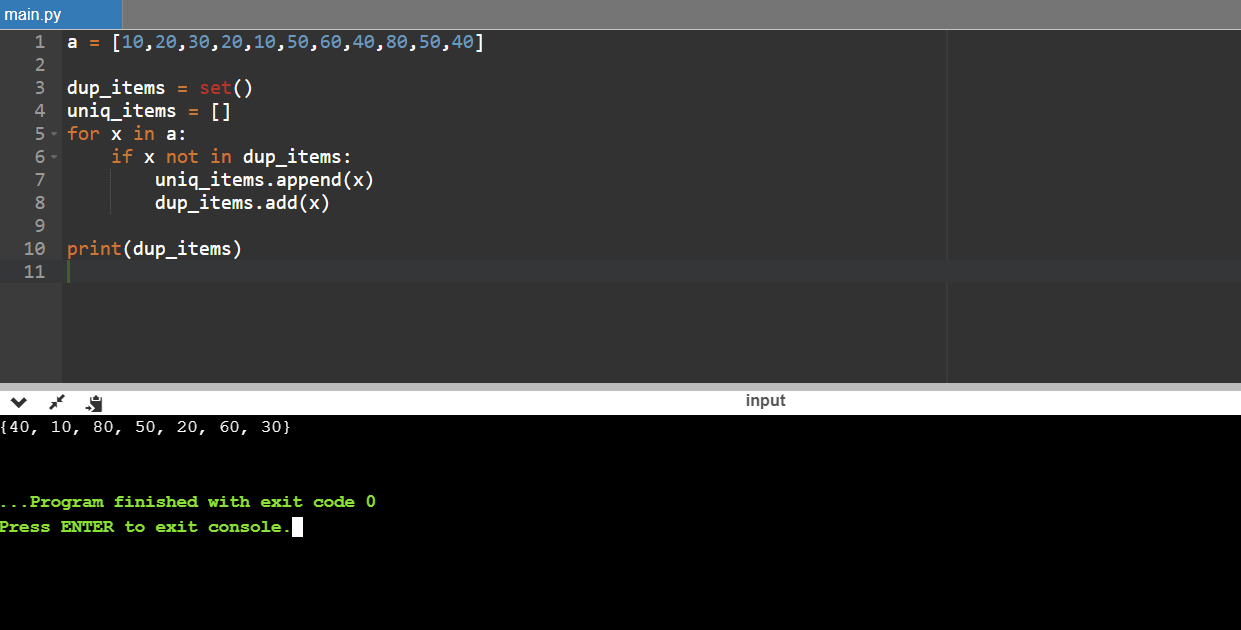 main.py
1 a = [10,20,30,20,10,50,60,40,80,50,40]
2
3 dup_items = set()
4 uniq_items = []
5 for x in a:
6     if x not in dup_items:
7         uniq_items.append(x)
8         dup_items.add(x)
9
10 print(dup_items)
11
input
{40, 10, 80, 50, 20, 60, 30}
...Program finished with exit code 0
Press ENTER to exit console.